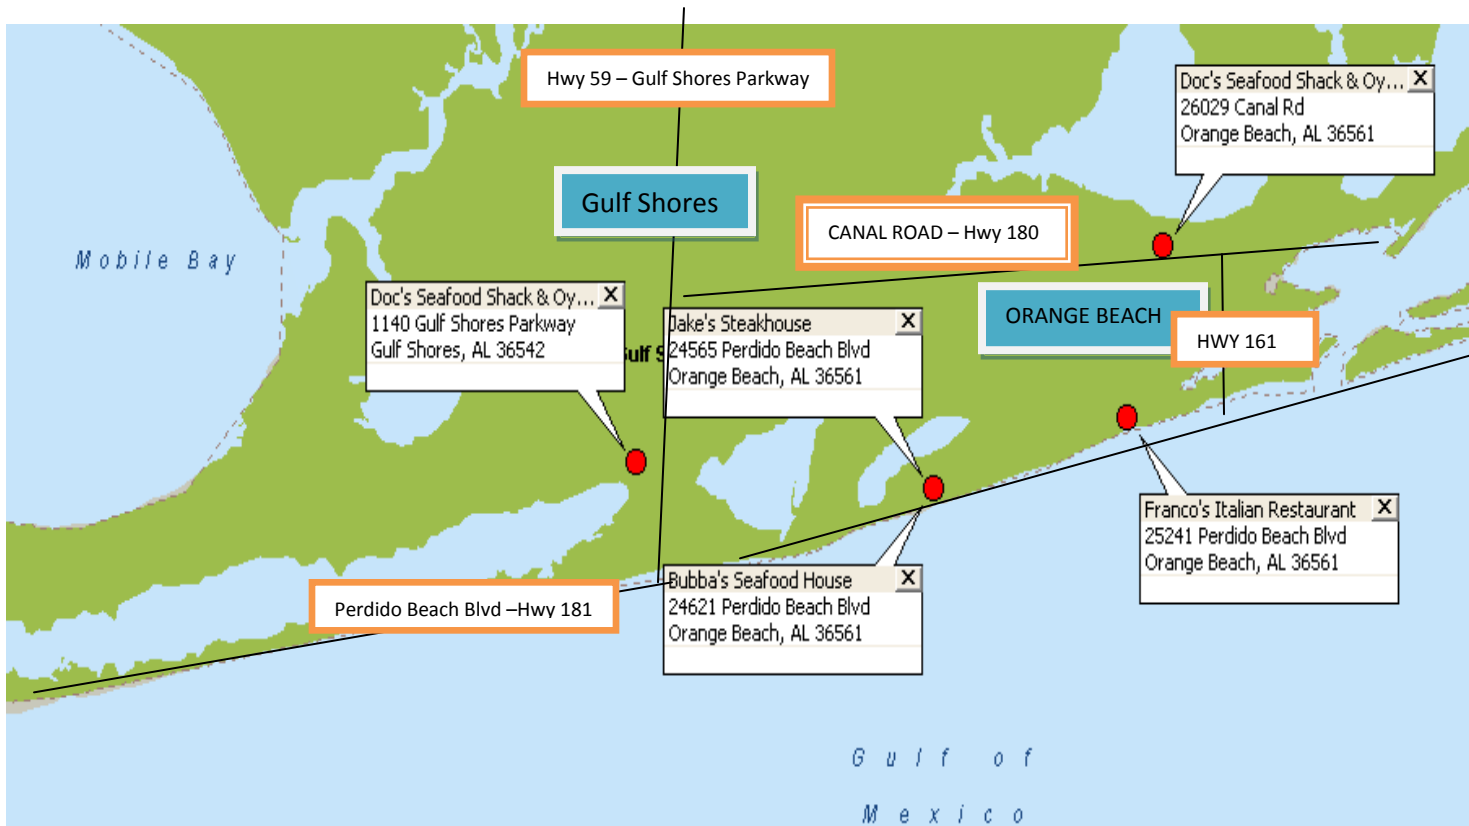 Hwy 59 – Gulf Shores Parkway
Doc's Seafood Shack & Oy... X
26029 Canal Rd
Orange Beach, AL 36561
Gulf Shores
CANAL ROAD – Hwy 180
Mobile Bay
Doc's Seafood Shack & Oy... X
1140 Gulf Shores Parkway
Gulf Shores, AL 36542
Jake's Steakhouse X
24565 Perdido Beach Blvd
Orange Beach, AL 36561
ORANGE BEACH
HWY 161
Franco's Italian Restaurant X
25241 Perdido Beach Blvd
Orange Beach, AL 36561
Perdido Beach Blvd –Hwy 181
Bubba's Seafood House X
24621 Perdido Beach Blvd
Orange Beach, AL 36561
Gulf of
Mexico